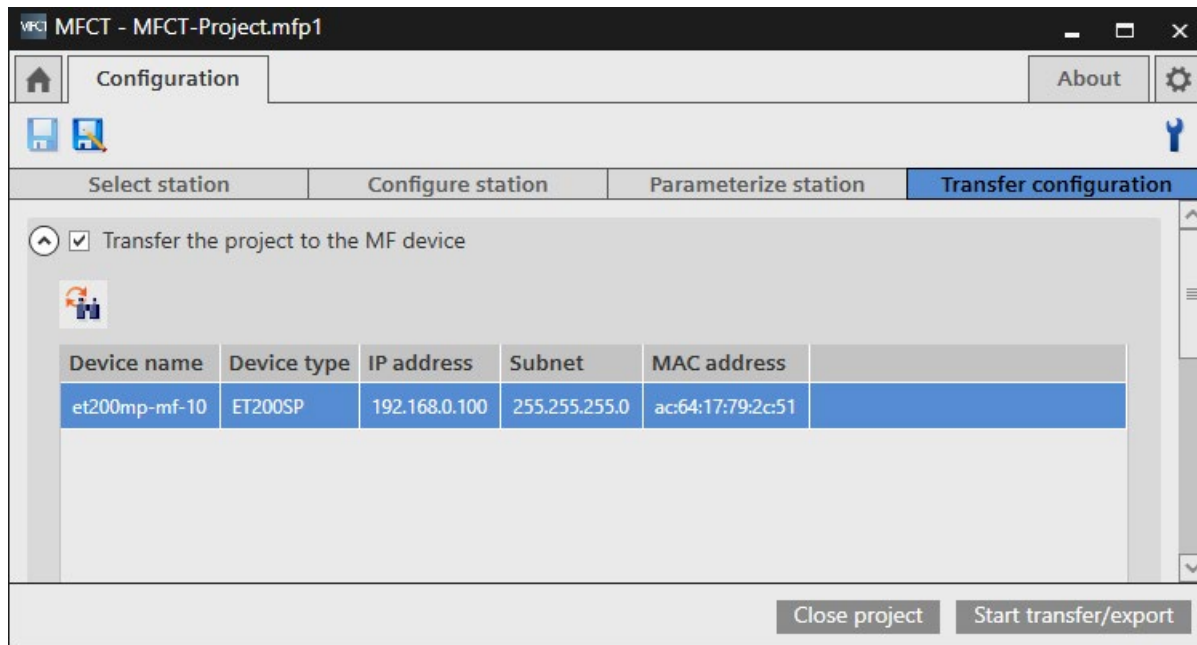 MFCT MFCT - MFCT-Project.mfp1
Configuration About
Select station Configure station Parameterize station Transfer configuration
Transfer the project to the MF device
Device name Device type IP address Subnet MAC address
et200mp-mf-10 ET200SP 192.168.0.100 255.255.255.0 ac:64:17:79:2c:51
Close project Start transfer/export